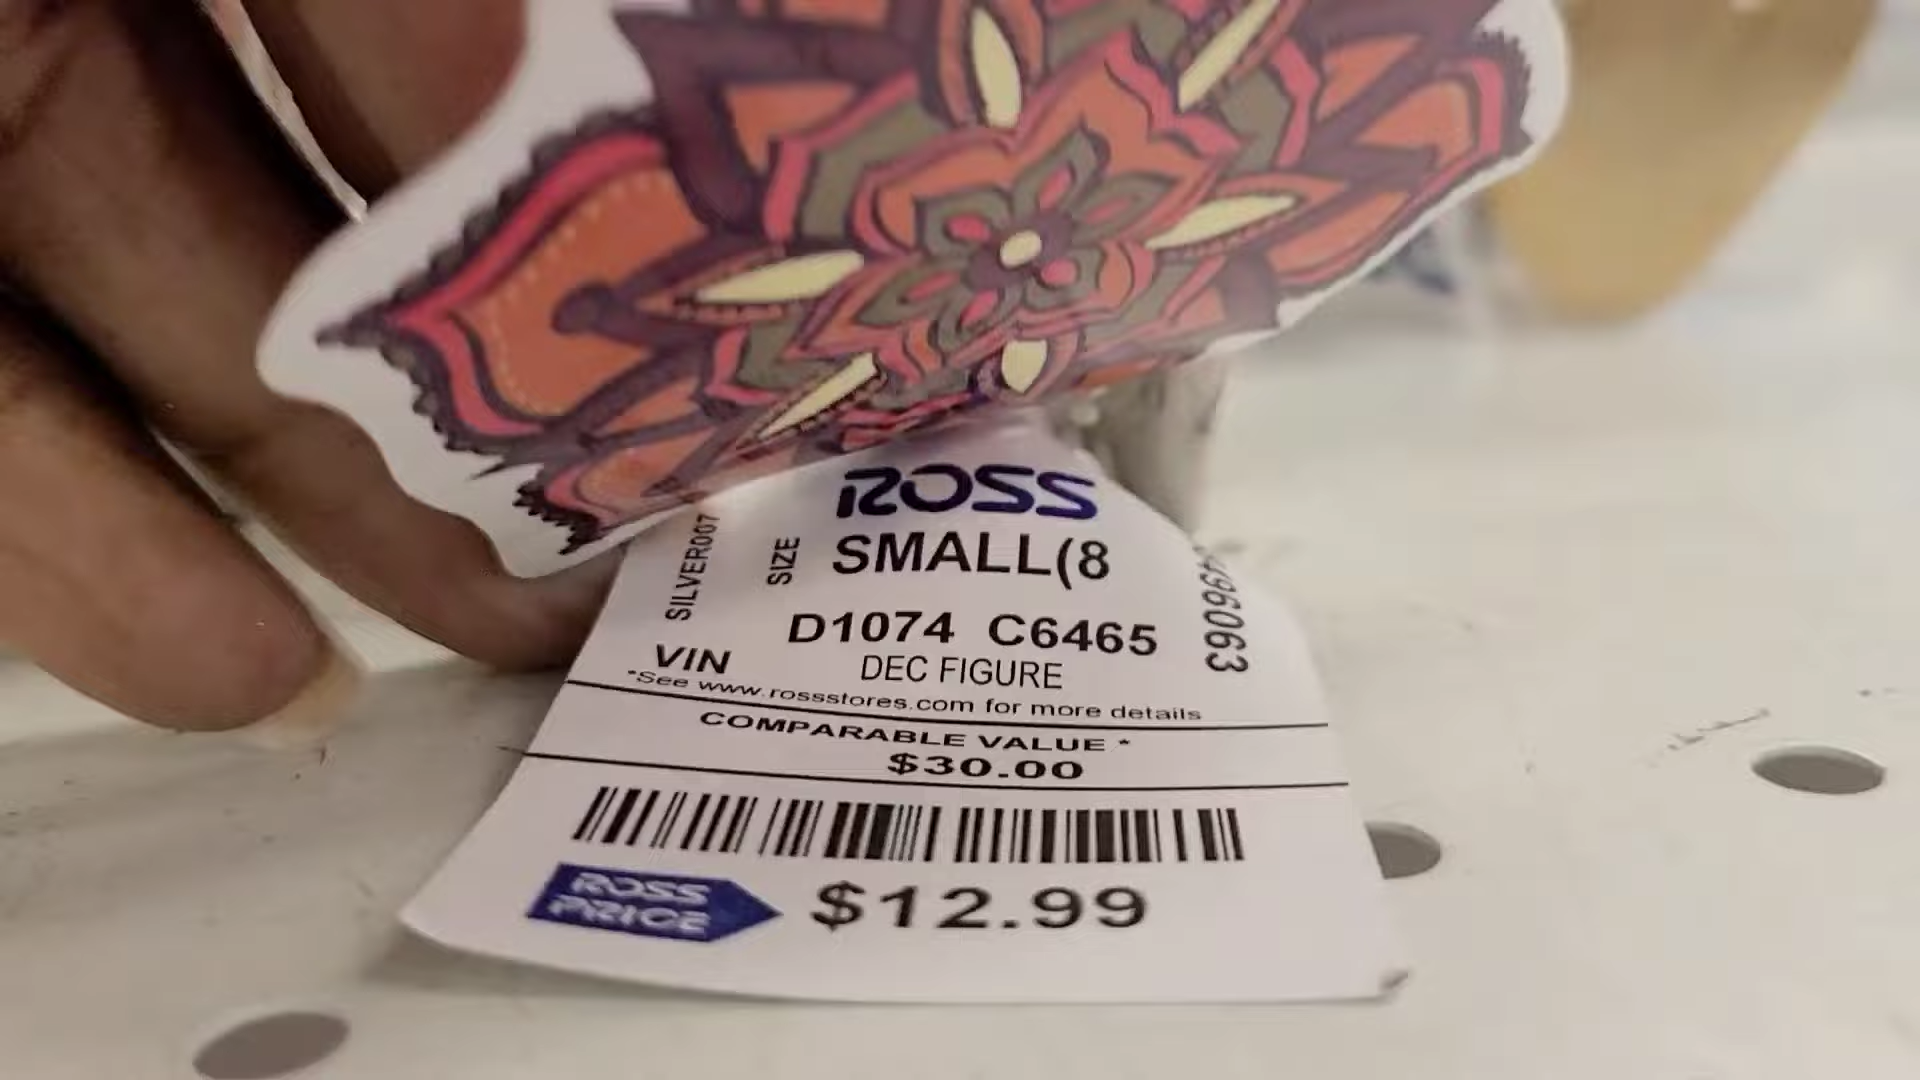 ROSS
SILVER007
SIZE
SMALL(8
96063
D1074 C6465
VIN
DEC FIGURE
*See www.rossstores.com for more details
COMPARABLE VALUE *
$30.00
ROSS
PRICE
$12.99